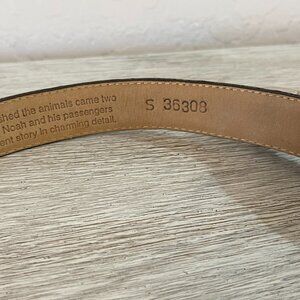 shed the animals came two
Noah and his passengers
ent story in charming detail.
S 36308